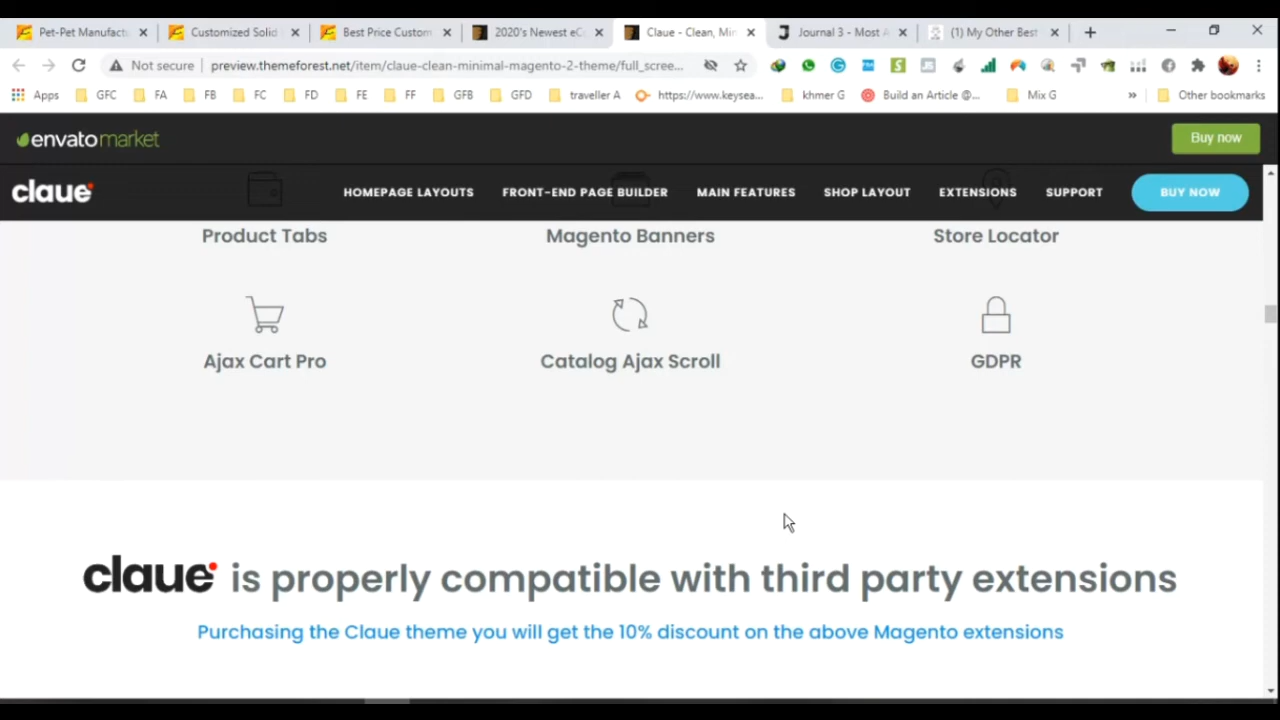 Pet-Pet Manufactu
Customized Solid
Best Price Custom
2020's Newest eC
Claue - Clean, Min
Journal 3 - Most A
(1) My Other Best
Not secure
preview.themeforest.net/item/claue-clean-minimal-magento-2-theme/full_scree...
Apps
GFC
FA
FB
FC
FD
FE
FF
GFB
GFD
traveller A
https://www.keysea...
khmer G
Build an Article @...
Mix G
»
Other bookmarks
envatomarket
Buy now
claue
HOMEPAGE LAYOUTS
FRONT-END PAGE BUILDER
MAIN FEATURES
SHOP LAYOUT
EXTENSIONS
SUPPORT
BUY NOW
Product Tabs
Magento Banners
Store Locator
Ajax Cart Pro
Catalog Ajax Scroll
GDPR
claue is properly compatible with third party extensions
Purchasing the Claue theme you will get the 10% discount on the above Magento extensions